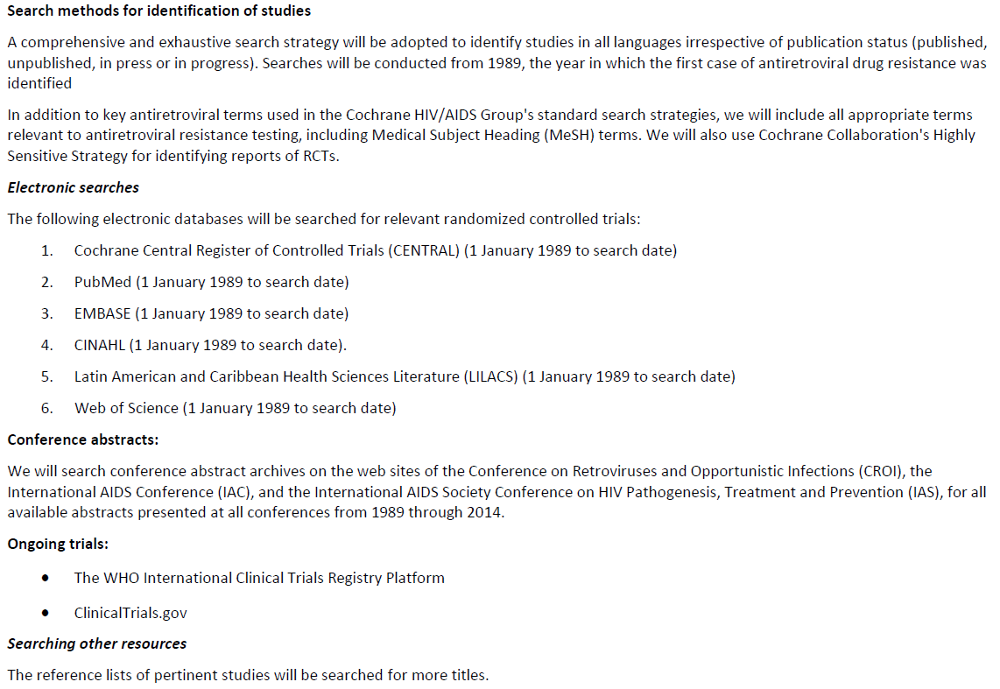 Search methods for identification of studies
A comprehensive and exhaustive search strategy will be adopted to identify studies in all languages irrespective of publication status (published,
unpublished, in press or in progress). Searches will be conducted from 1989, the year in which the first case of antiretroviral drug resistance was
identified
In addition to key antiretroviral terms used in the Cochrane HIV/AIDS Group's standard search strategies, we will include all appropriate terms
relevant to antiretroviral resistance testing, including Medical Subject Heading (MeSH) terms. We will also use Cochrane Collaboration's Highly
Sensitive Strategy for identifying reports of RCTs.
Electronic searches
The following electronic databases will be searched for relevant randomized controlled trials:
1. Cochrane Central Register of Controlled Trials (CENTRAL) (1 January 1989 to search date)
2. PubMed (1 January 1989 to search date)
3. EMBASE (1 January 1989 to search date)
4. CINAHL (1 January 1989 to search date).
5. Latin American and Caribbean Health Sciences Literature (LILACS) (1 January 1989 to search date)
6. Web of Science (1 January 1989 to search date)
Conference abstracts:
We will search conference abstract archives on the web sites of the Conference on Retroviruses and Opportunistic Infections (CROI), the
International AIDS Conference (IAC), and the International AIDS Society Conference on HIV Pathogenesis, Treatment and Prevention (IAS), for all
available abstracts presented at all conferences from 1989 through 2014.
Ongoing trials:
• The WHO International Clinical Trials Registry Platform
• ClinicalTrials.gov
Searching other resources
The reference lists of pertinent studies will be searched for more titles.